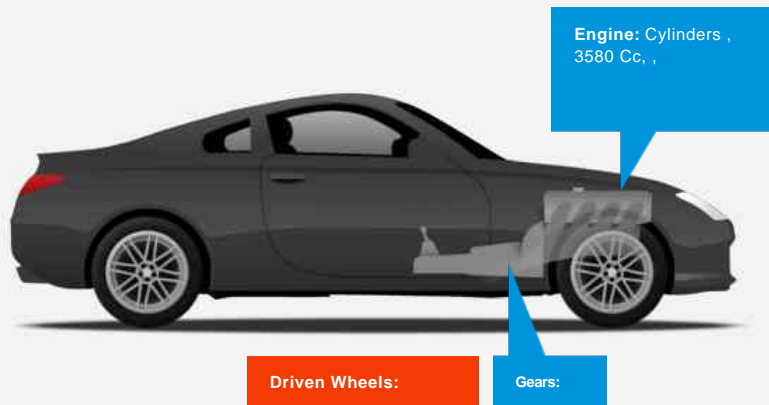 Engine: Cylinders ,
3580 Cc, ,
Driven Wheels:
Gears: